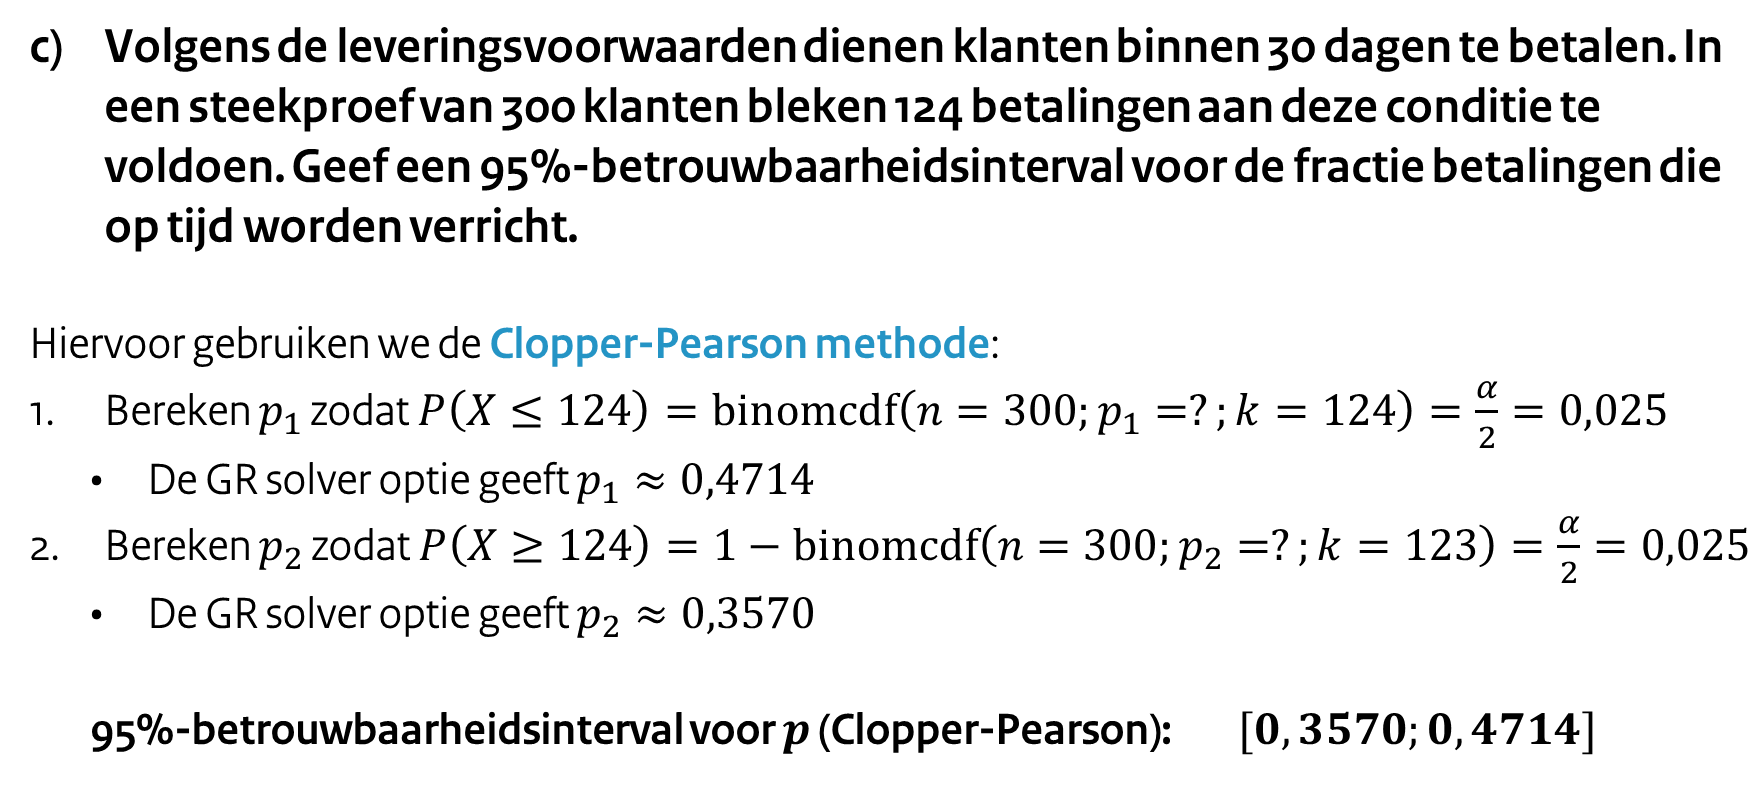 c) Volgens de leveringsvoorwaarden dienen klanten binnen 30 dagen te betalen. In
een steekproef van 300 klanten bleken 124 betalingen aan deze conditie te
voldoen. Geef een 95%-betrouwbaarheidsinterval voor de fractie betalingen die
op tijd worden verricht.
Hiervoor gebruiken we de Clopper-Pearson methode:
1. Bereken p₁ zodat P(X ≤ 124) = binomcdf(n = 300; p₁ =? ; k = 124) = α/2 = 0,025
• De GR solver optie geeft p₁ ≈ 0,4714
2. Bereken p₂ zodat P(X ≥ 124) = 1 − binomcdf(n = 300; p₂ =? ; k = 123) = α/2 = 0,025
• De GR solver optie geeft p₂ ≈ 0,3570
95%-betrouwbaarheidsinterval voor p (Clopper-Pearson): [0, 3570; 0, 4714]